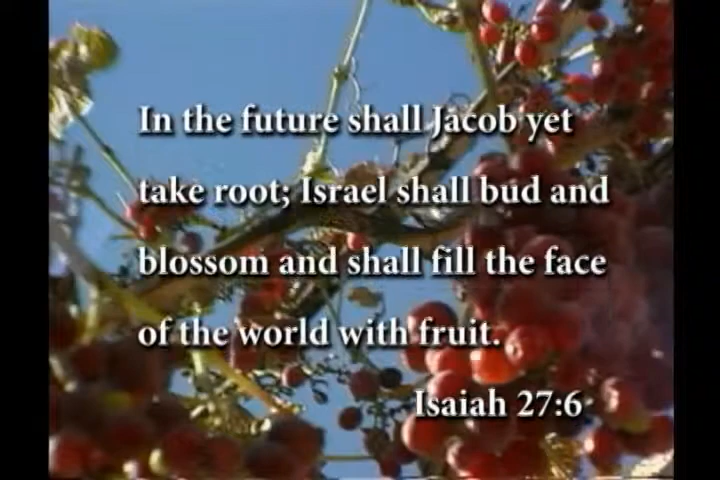 In the future shall Jacob yet
take root; Israel shall bud and
blossom and shall fill the face
of the world with fruit.
Isaiah 27:6